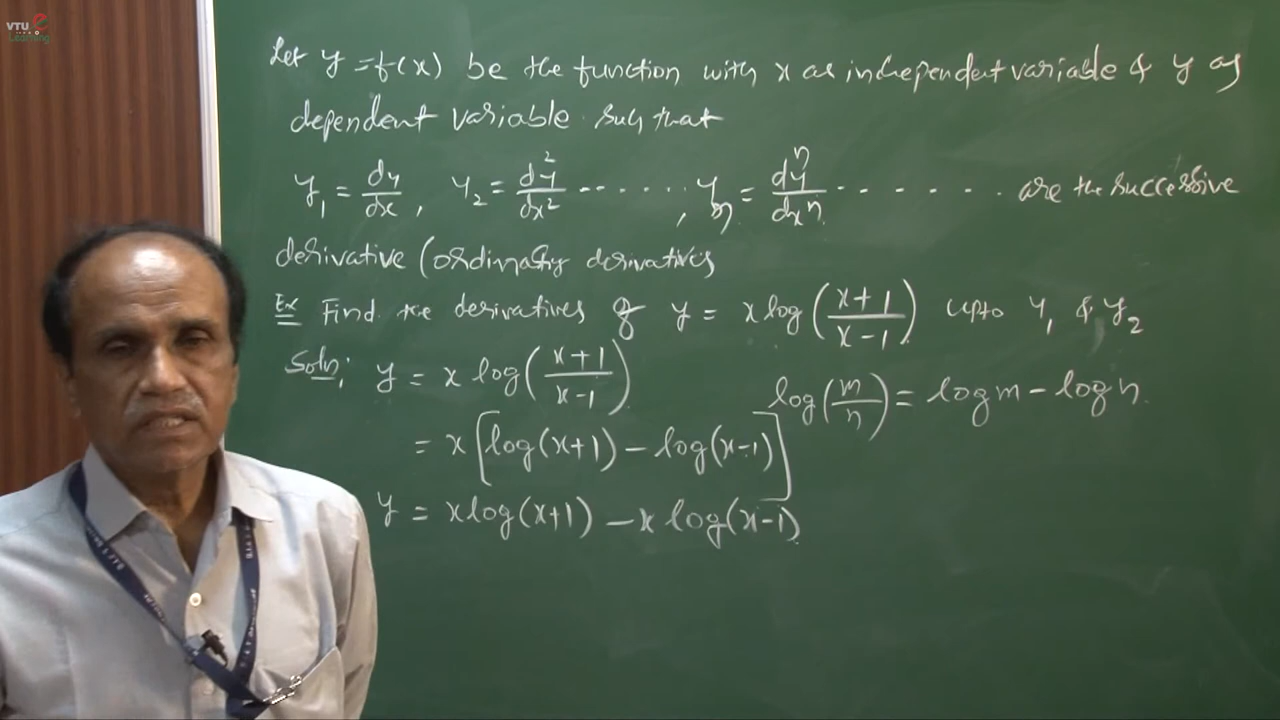 VTU e
Learning
Let y = f(x) be the function with x as independent variable & y as
dependent variable such that
y₁ = dy/dx , y₂ = d²y/dx² ........ , yₙ = dⁿy/dxⁿ ........ are the successive
derivative (ordinary derivatives
Ex Find the derivatives of y = x log((x+1)/(x-1)) upto y₁ & y₂
Soln; y = x log((x+1)/(x-1))
log(m/n) = log m - log n
= x[log(x+1) - log(x-1)]
y = x log(x+1) - x log(x-1)